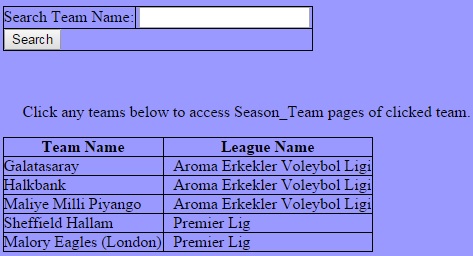 Search Team Name:
Search
Click any teams below to access Season_Team pages of clicked team.
Team Name League Name
Galatasaray Aroma Erkekler Voleybol Ligi
Halkbank Aroma Erkekler Voleybol Ligi
Maliye Milli Piyango Aroma Erkekler Voleybol Ligi
Sheffield Hallam Premier Lig
Malory Eagles (London) Premier Lig